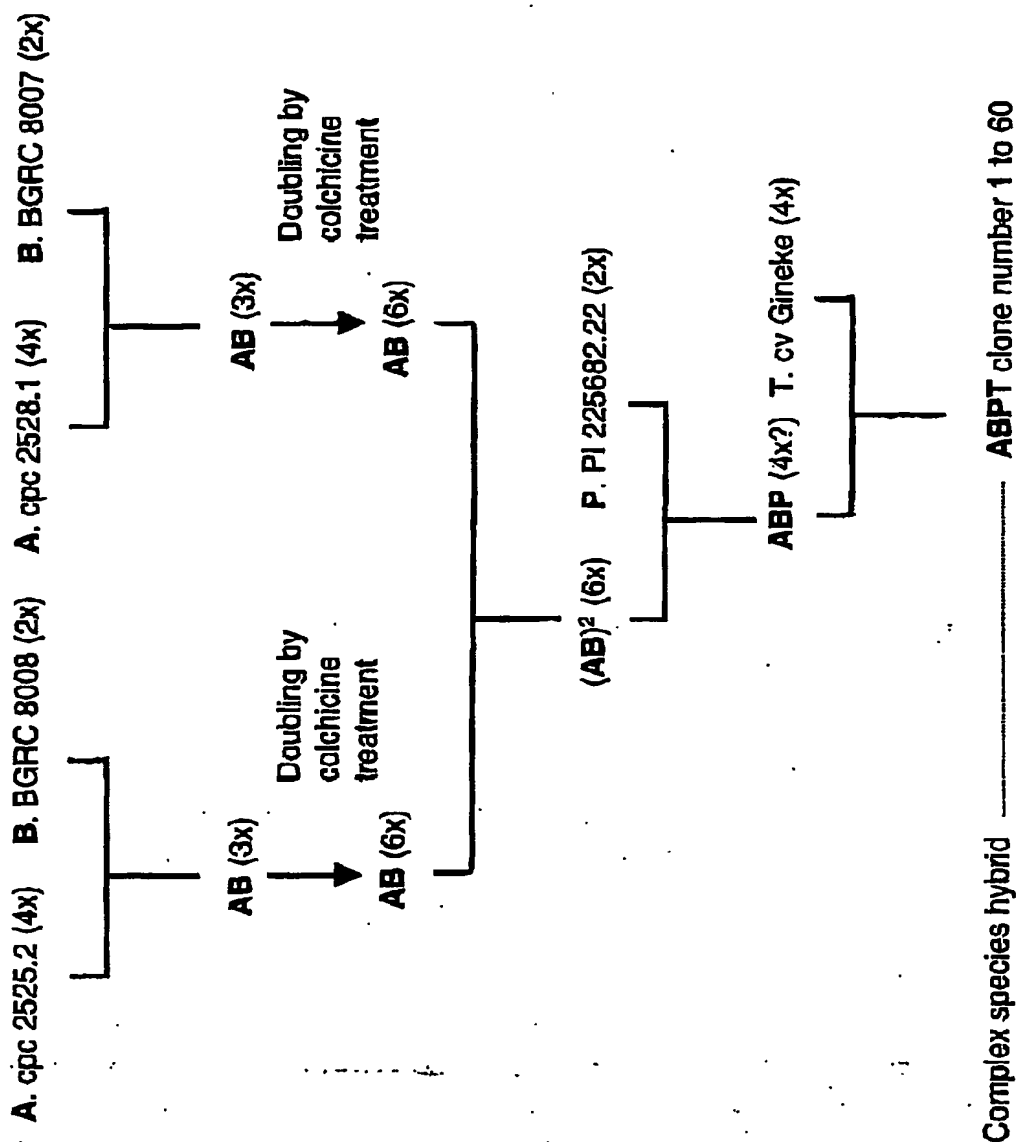 A. cpc 2525.2 (4x) B. BGRC 8008 (2x) A. cpc 2528.1 (4x) B. BGRC 8007 (2x)
AB (3x)
Doubling by
colchicine
treatment
AB (6x)
AB (3x)
Doubling by
colchicine
treatment
AB (6x)
(AB)² (6x) P. PI 225682.22 (2x)
ABP (4x?) T. cv Gineke (4x)
Complex species hybrid ABPT clone number 1 to 60